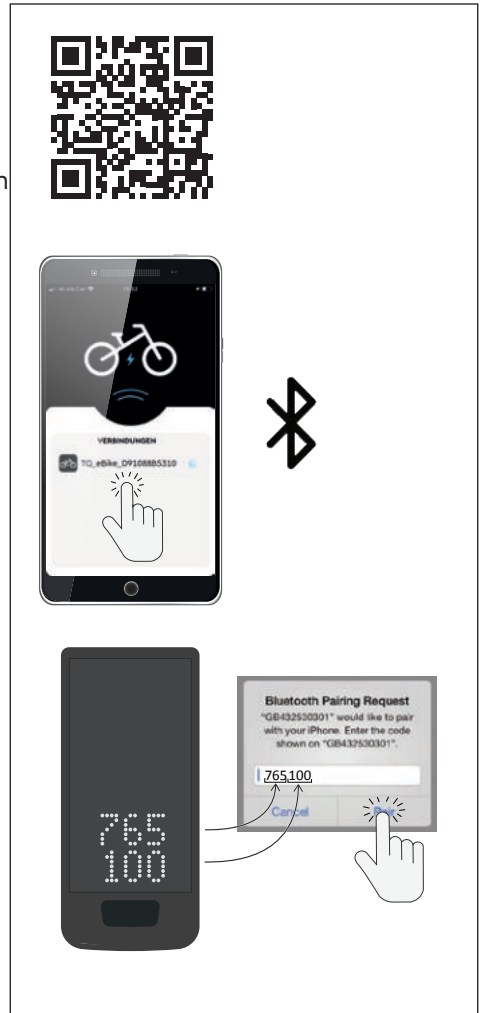 n
VERBINDUNGEN
TQ_eBike_D91088B5310
765
100
Bluetooth Pairing Request
"GB432530301" would like to pair
with your iPhone. Enter the code
shown on "GB432530301".
765100
Cancel
Pair